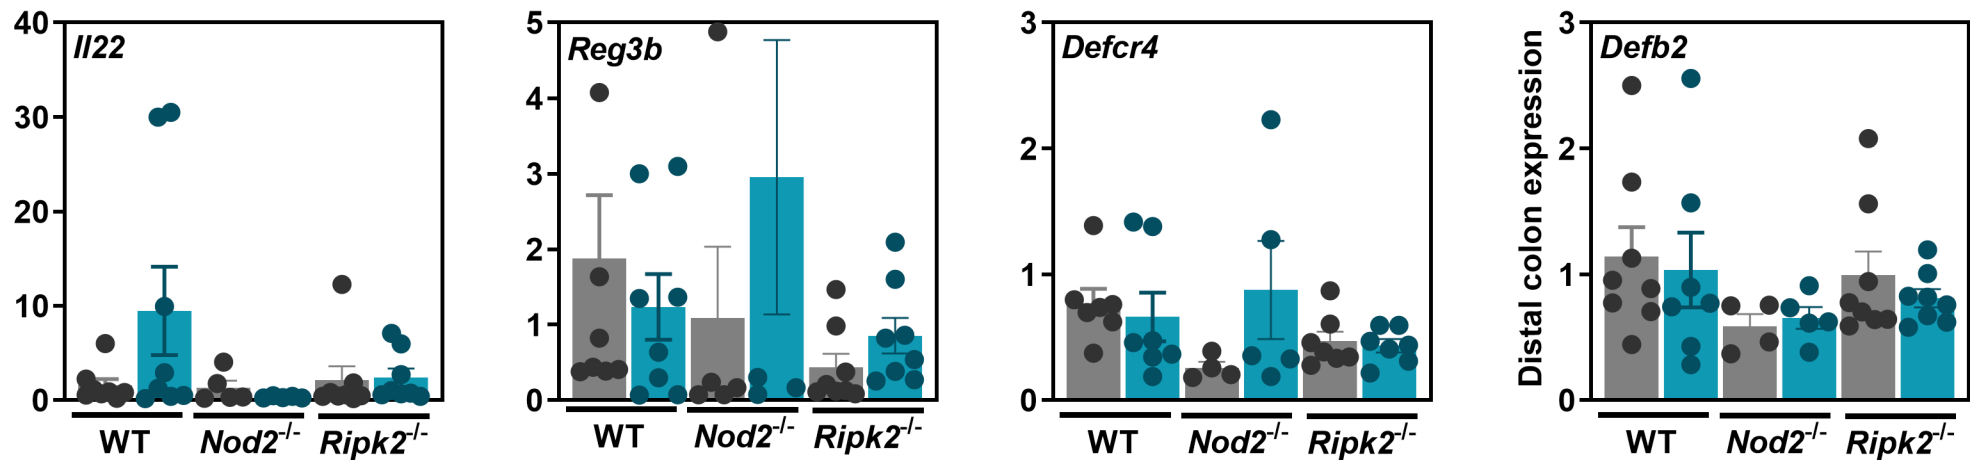 Il22
40
30
20
10
0
WT Nod2-/- Ripk2-/-
Reg3b
5
4
3
2
1
0
WT Nod2-/- Ripk2-/-
Defcr4
3
2
1
0
WT Nod2-/- Ripk2-/-
Distal colon expression
Defb2
3
2
1
0
WT Nod2-/- Ripk2-/-